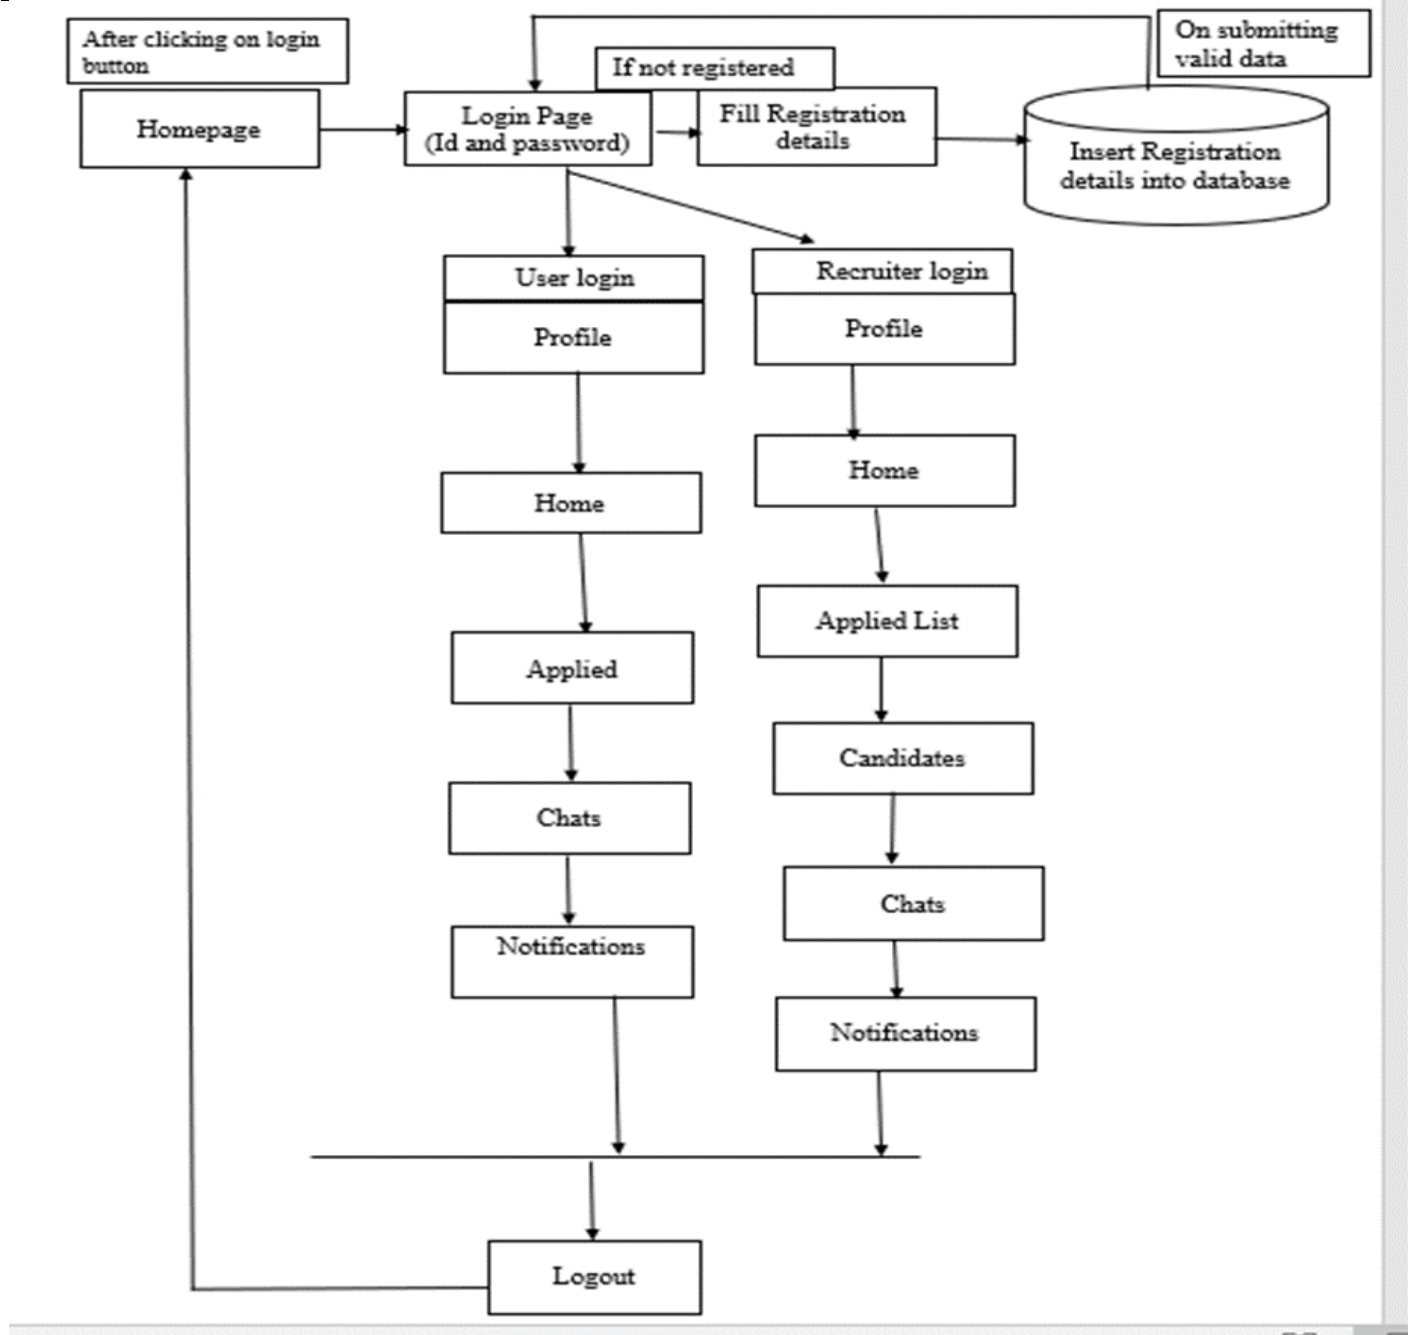 After clicking on login
button
On submitting
valid data
If not registered
Homepage
Login Page
(Id and password)
Fill Registration
details
Insert Registration
details into database
User login
Profile
Recruiter login
Profile
Home
Home
Applied
Applied List
Chats
Candidates
Notifications
Chats
Notifications
Logout